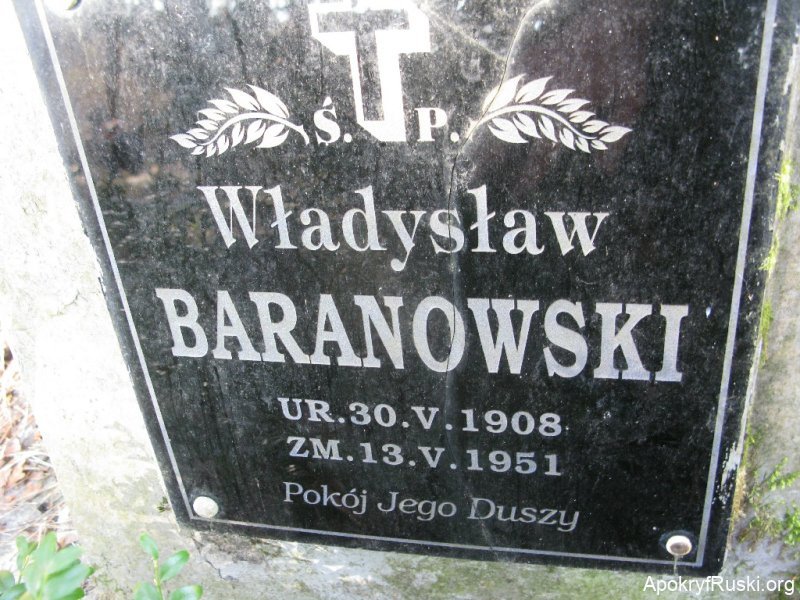 Ś. P.
Władysław
BARANOWSKI
UR.30.V.1908
ZM.13.V.1951
Pokój Jego Duszy
ApokryfRuski.org